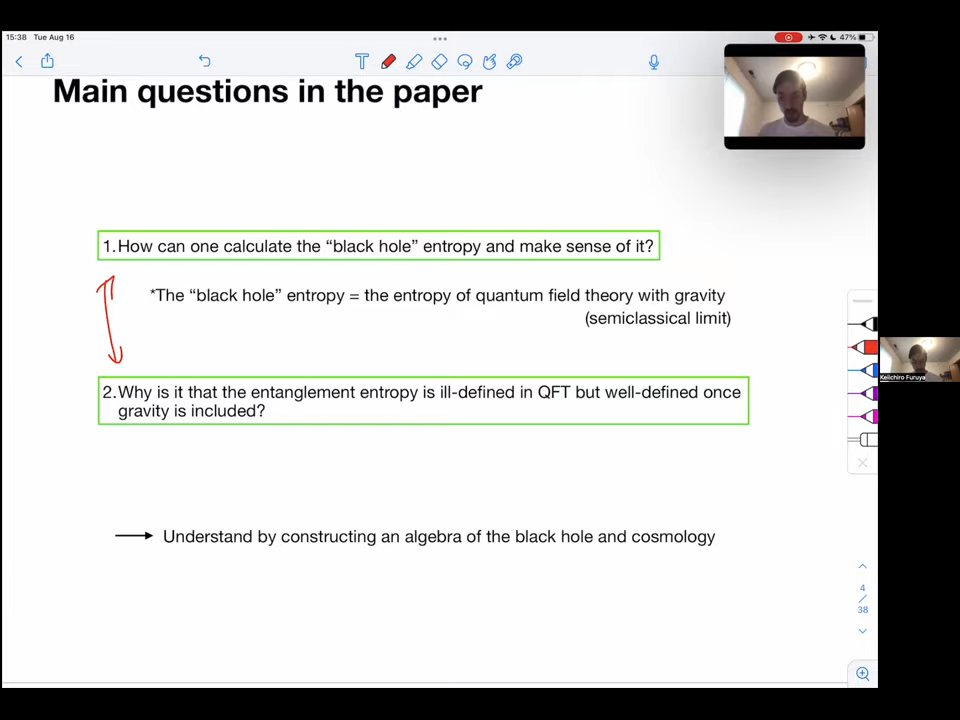 15:38 Tue Aug 16
47%
Main questions in the paper
1. How can one calculate the “black hole” entropy and make sense of it?
*The “black hole” entropy = the entropy of quantum field theory with gravity
(semiclassical limit)
Keiichiro Furuya
2. Why is it that the entanglement entropy is ill-defined in QFT but well-defined once
gravity is included?
Understand by constructing an algebra of the black hole and cosmology
4
/
38